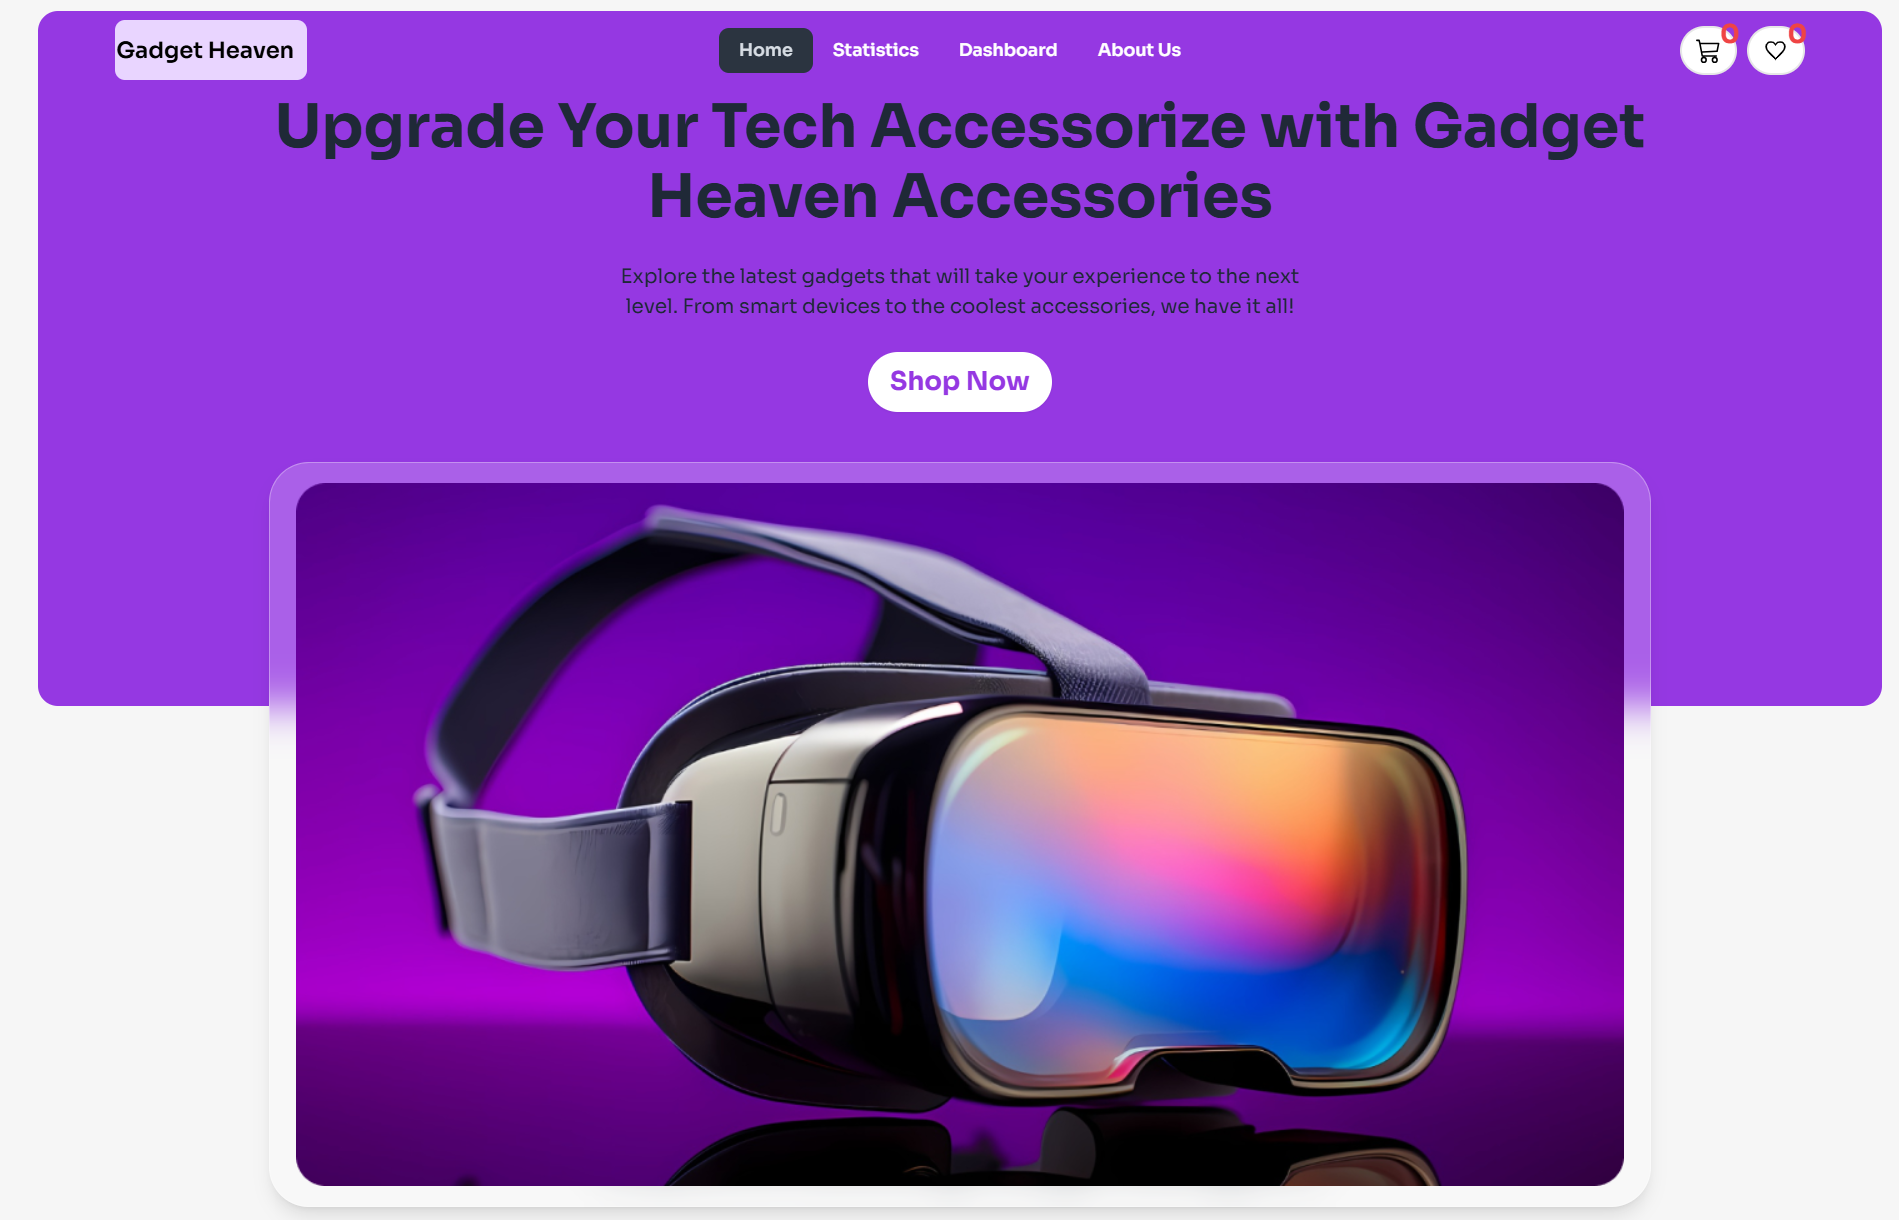 Gadget Heaven
Home Statistics Dashboard About Us
0 0
Upgrade Your Tech Accessorize with Gadget
Heaven Accessories
Explore the latest gadgets that will take your experience to the next
level. From smart devices to the coolest accessories, we have it all!
Shop Now